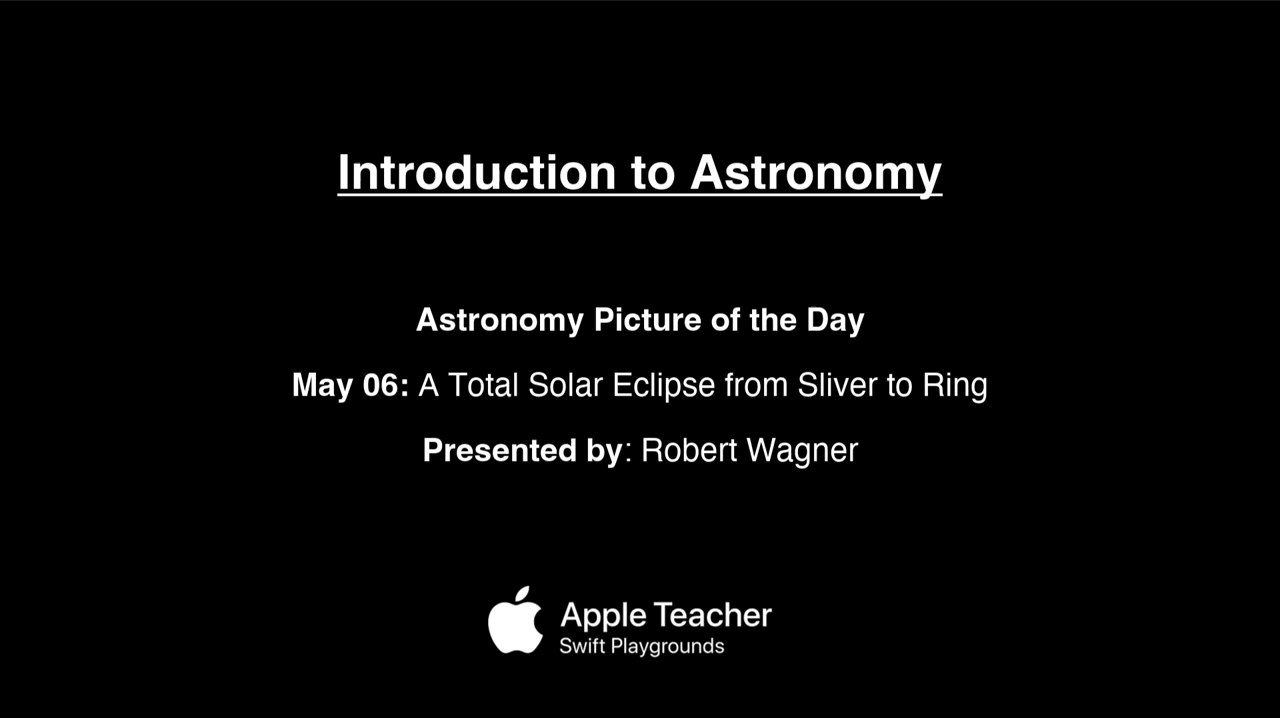 Introduction to Astronomy
Astronomy Picture of the Day
May 06: A Total Solar Eclipse from Sliver to Ring
Presented by: Robert Wagner
Apple Teacher
Swift Playgrounds